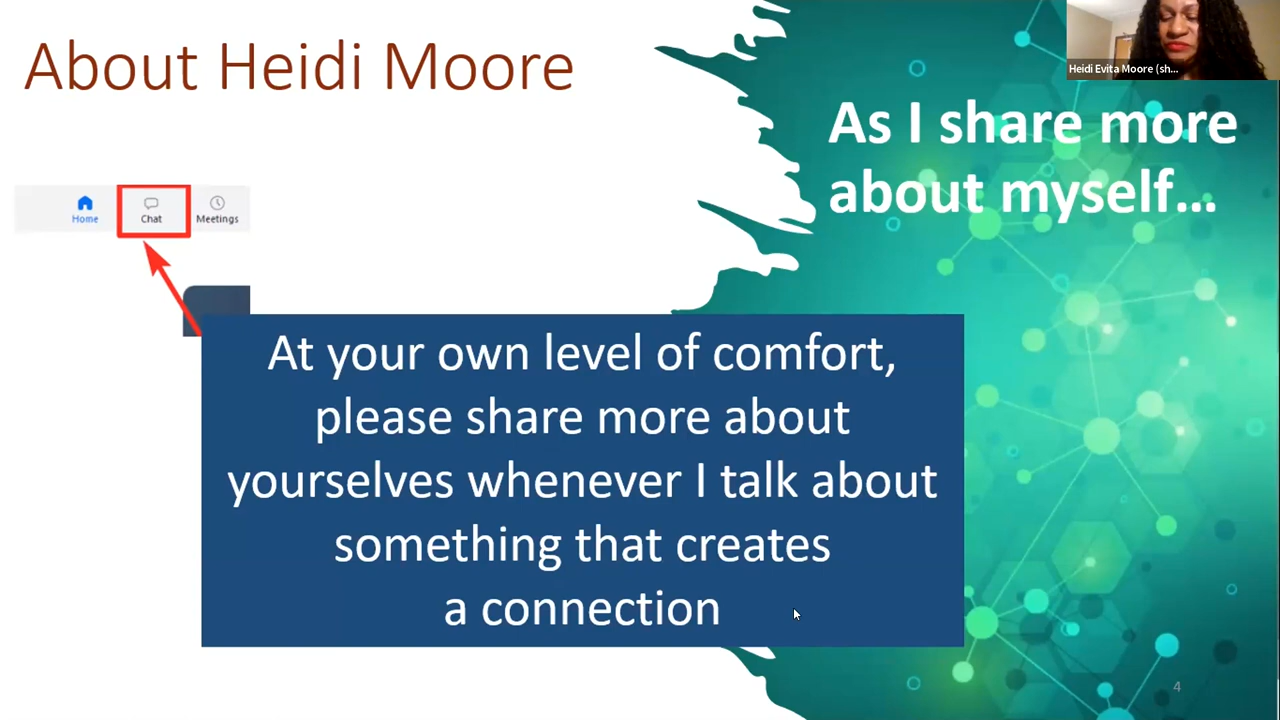 About Heidi Moore
Heidi Evita Moore (sh...
As I share more
about myself...
Home
Chat
Meetings
At your own level of comfort,
please share more about
yourselves whenever I talk about
something that creates
a connection
4